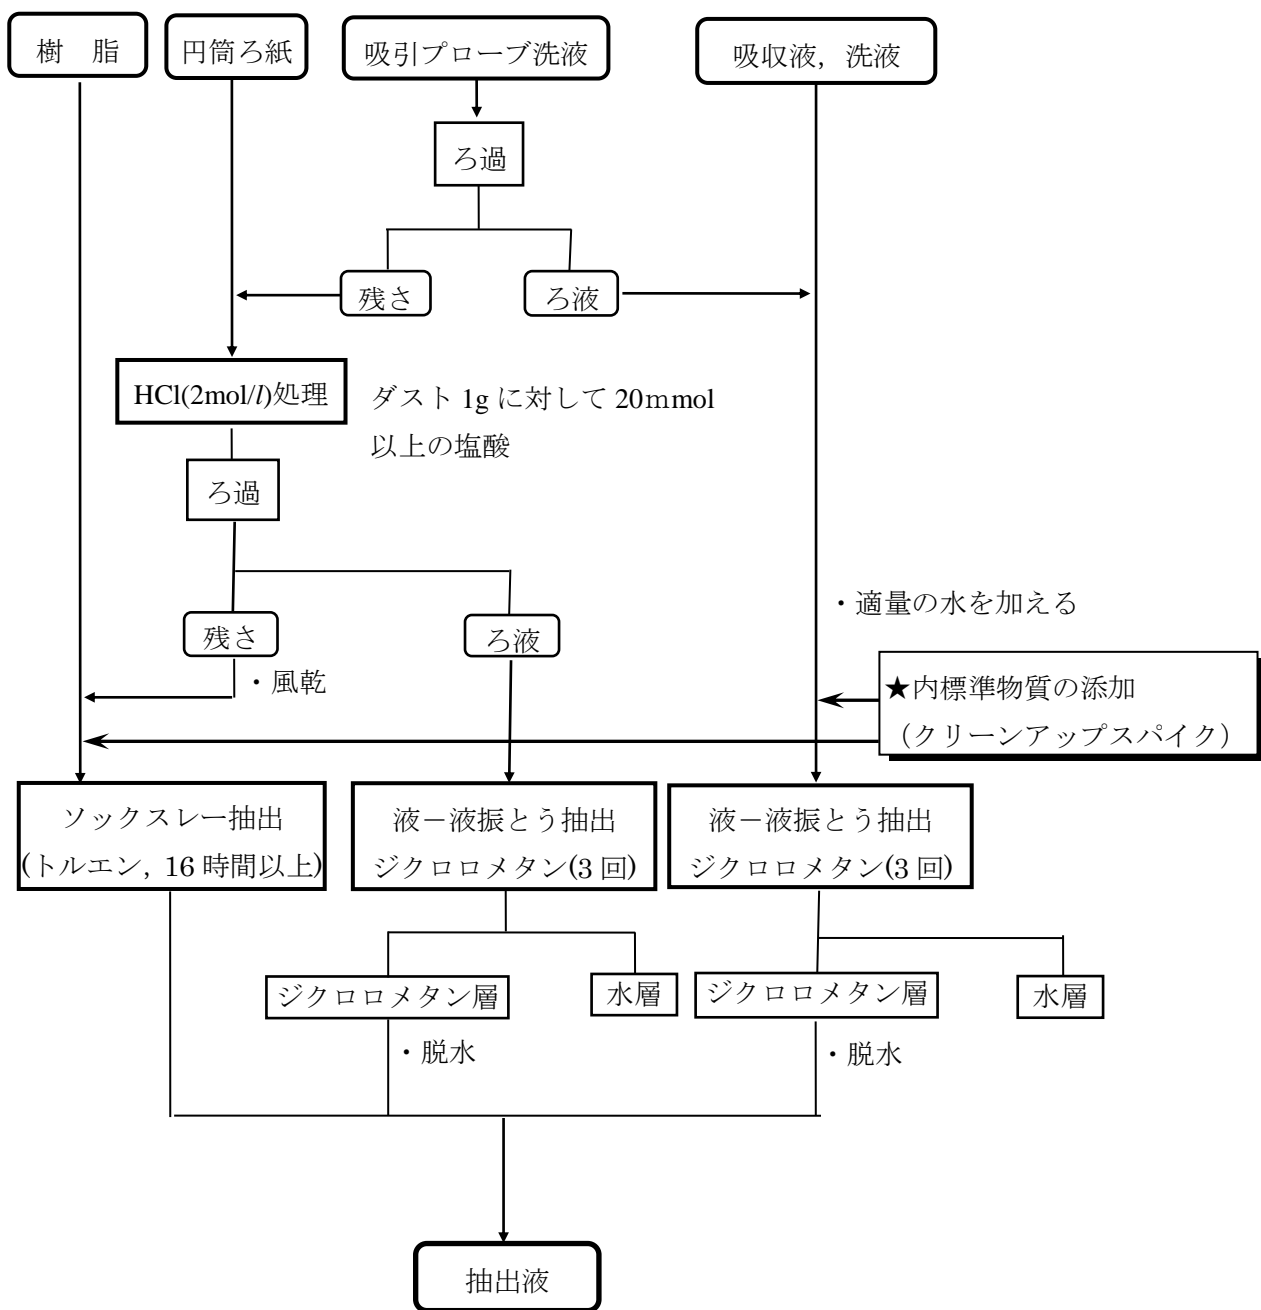 樹　脂
円筒ろ紙
吸引プローブ洗液
吸収液，洗液
ろ過
残さ
ろ液
HCl(2mol/l)処理
ダスト 1g に対して 20mmol
以上の塩酸
ろ過
・適量の水を加える
残さ
ろ液
・風乾
★内標準物質の添加
（クリーンアップスパイク）
ソックスレー抽出
(トルエン，16 時間以上)
液－液振とう抽出
ジクロロメタン(3 回)
液－液振とう抽出
ジクロロメタン(3 回)
ジクロロメタン層
水層
ジクロロメタン層
水層
・脱水
・脱水
抽出液